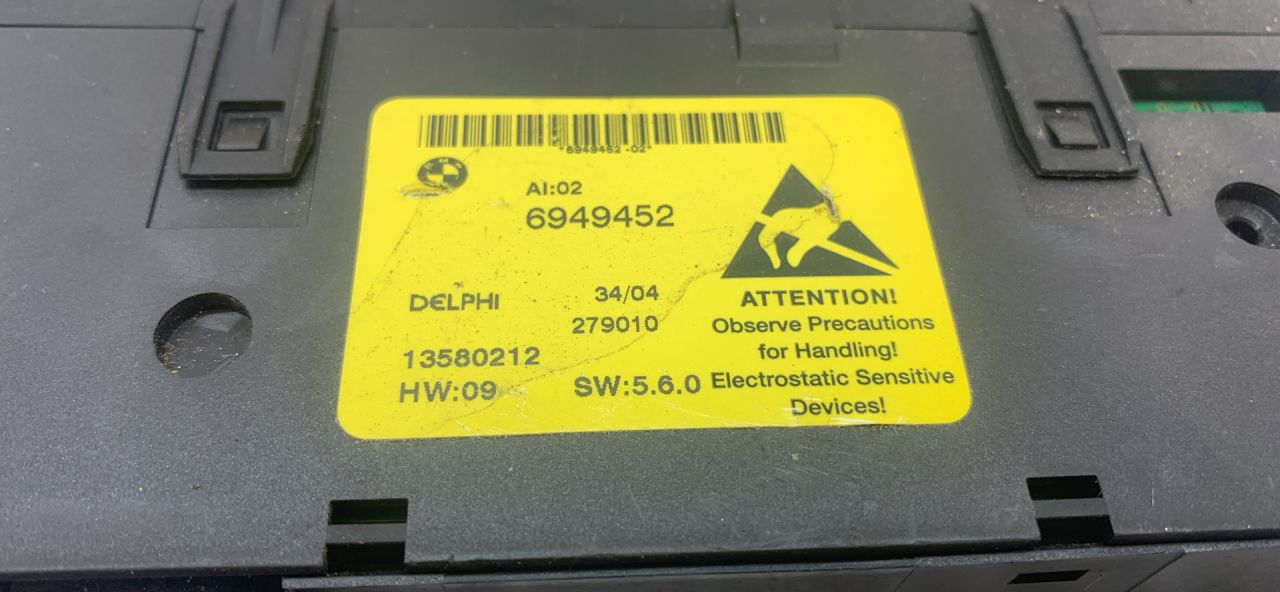 *6949452 -02*
BMW
AI:02
6949452
DELPHI
34/04
279010
13580212
HW:09
SW:5.6.0
ATTENTION!
Observe Precautions
for Handling!
Electrostatic Sensitive
Devices!